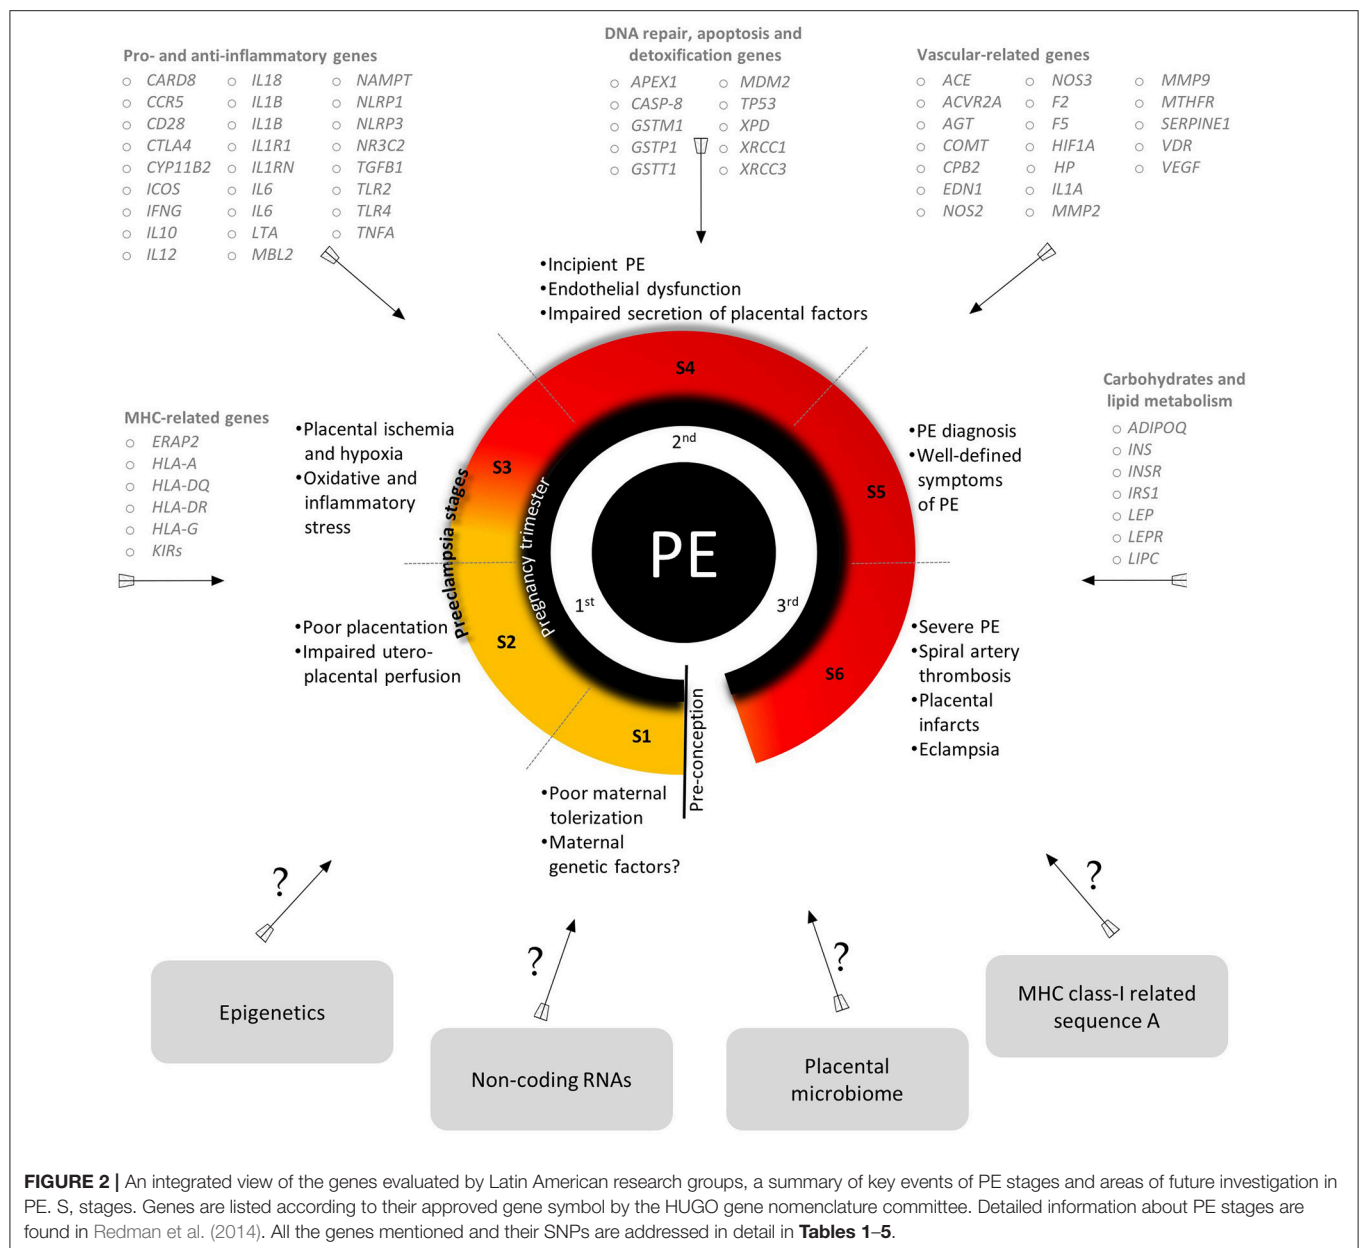 Pro- and anti-inflammatory genes
○ CARD8
○ CCR5
○ CD28
○ CTLA4
○ CYP11B2
○ ICOS
○ IFNG
○ IL10
○ IL12
○ IL18
○ IL1B
○ IL1B
○ IL1R1
○ IL1RN
○ IL6
○ IL6
○ LTA
○ MBL2
○ NAMPT
○ NLRP1
○ NLRP3
○ NR3C2
○ TGFB1
○ TLR2
○ TLR4
○ TNFA
DNA repair, apoptosis and
detoxification genes
○ APEX1
○ CASP-8
○ GSTM1
○ GSTP1
○ GSTT1
○ MDM2
○ TP53
○ XPD
○ XRCC1
○ XRCC3
Vascular-related genes
○ ACE
○ ACVR2A
○ AGT
○ COMT
○ CPB2
○ EDN1
○ NOS2
○ NOS3
○ F2
○ F5
○ HIF1A
○ HP
○ IL1A
○ MMP2
○ MMP9
○ MTHFR
○ SERPINE1
○ VDR
○ VEGF
•Incipient PE
•Endothelial dysfunction
•Impaired secretion of placental factors
MHC-related genes
○ ERAP2
○ HLA-A
○ HLA-DQ
○ HLA-DR
○ HLA-G
○ KIRs
•Placental ischemia
and hypoxia
•Oxidative and
inflammatory
stress
•Poor placentation
•Impaired utero-
placental perfusion
Preeclampsia stages
Pregnancy trimester
S1
S2
S3
S4
S5
S6
1st
2nd
3rd
PE
Pre-conception
•PE diagnosis
•Well-defined
symptoms
of PE
•Severe PE
•Spiral artery
thrombosis
•Placental
infarcts
•Eclampsia
Carbohydrates and
lipid metabolism
○ ADIPOQ
○ INS
○ INSR
○ IRS1
○ LEP
○ LEPR
○ LIPC
•Poor maternal
tolerization
•Maternal
genetic factors?
?
?
?
?
Epigenetics
Non-coding RNAs
Placental
microbiome
MHC class-I related
sequence A
FIGURE 2 | An integrated view of the genes evaluated by Latin American research groups, a summary of key events of PE stages and areas of future investigation in
PE. S, stages. Genes are listed according to their approved gene symbol by the HUGO gene nomenclature committee. Detailed information about PE stages are
found in Redman et al. (2014). All the genes mentioned and their SNPs are addressed in detail in Tables 1–5.